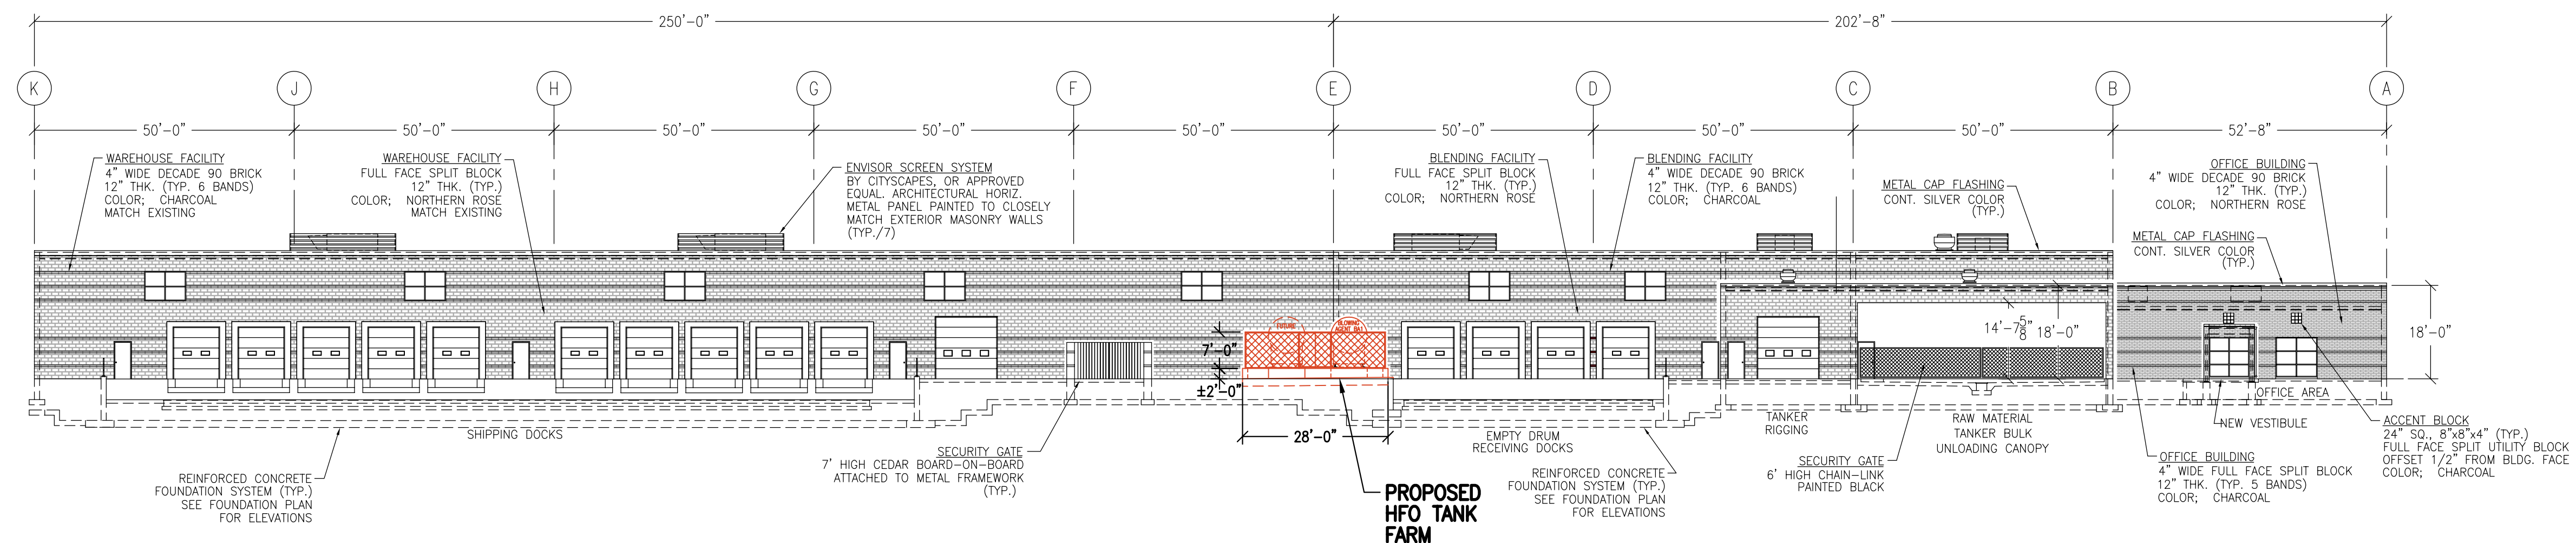 250'-0"
202'-8"
K
J
H
G
F
E
D
C
B
A
50'-0"
50'-0"
50'-0"
50'-0"
50'-0"
50'-0"
50'-0"
50'-0"
52'-8"
WAREHOUSE FACILITY
4" WIDE DECADE 90 BRICK
12" THK. (TYP. 6 BANDS)
COLOR; CHARCOAL
MATCH EXISTING
WAREHOUSE FACILITY
FULL FACE SPLIT BLOCK
12" THK. (TYP.)
COLOR; NORTHERN ROSE
MATCH EXISTING
ENVISOR SCREEN SYSTEM
BY CITYSCAPES, OR APPROVED
EQUAL. ARCHITECTURAL HORIZ.
METAL PANEL PAINTED TO CLOSELY
MATCH EXTERIOR MASONRY WALLS
(TYP./7)
BLENDING FACILITY
FULL FACE SPLIT BLOCK
12" THK. (TYP.)
COLOR; NORTHERN ROSE
BLENDING FACILITY
4" WIDE DECADE 90 BRICK
12" THK. (TYP. 6 BANDS)
COLOR; CHARCOAL
METAL CAP FLASHING
CONT. SILVER COLOR
(TYP.)
OFFICE BUILDING
4" WIDE DECADE 90 BRICK
12" THK. (TYP.)
COLOR; NORTHERN ROSE
METAL CAP FLASHING
CONT. SILVER COLOR
(TYP.)
FUTURE
BLOWING
AGENT BA1
7'-0"
±2'-0"
28'-0"
14'-7 5/8"
18'-0"
18'-0"
SHIPPING DOCKS
REINFORCED CONCRETE
FOUNDATION SYSTEM (TYP.)
SEE FOUNDATION PLAN
FOR ELEVATIONS
SECURITY GATE
7' HIGH CEDAR BOARD-ON-BOARD
ATTACHED TO METAL FRAMEWORK
(TYP.)
PROPOSED
HFO TANK
FARM
EMPTY DRUM
RECEIVING DOCKS
REINFORCED CONCRETE
FOUNDATION SYSTEM (TYP.)
SEE FOUNDATION PLAN
FOR ELEVATIONS
TANKER
RIGGING
SECURITY GATE
6' HIGH CHAIN-LINK
PAINTED BLACK
RAW MATERIAL
TANKER BULK
UNLOADING CANOPY
OFFICE AREA
NEW VESTIBULE
OFFICE BUILDING
4" WIDE FULL FACE SPLIT BLOCK
12" THK. (TYP. 5 BANDS)
COLOR; CHARCOAL
ACCENT BLOCK
24" SQ., 8"x8"x4" (TYP.)
FULL FACE SPLIT UTILITY BLOCK
OFFSET 1/2" FROM BLDG. FACE
COLOR; CHARCOAL